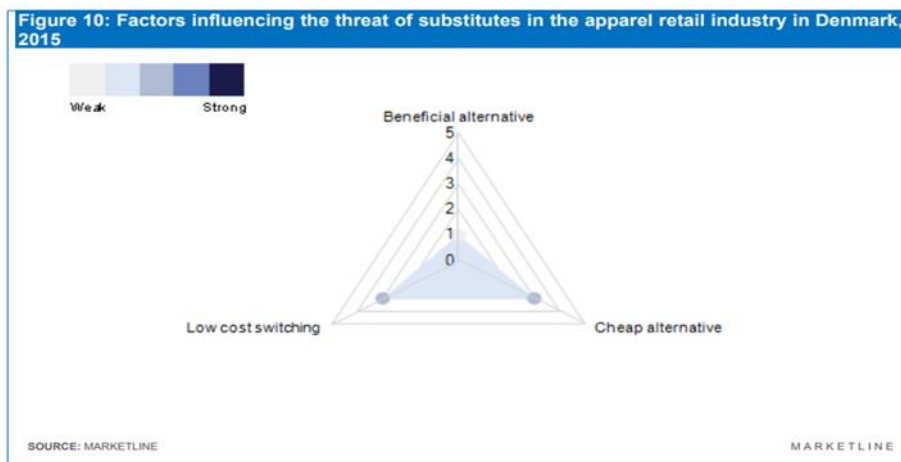 Figure 10: Factors influencing the threat of substitutes in the apparel retail industry in Denmark,
2015
Weak Strong
Beneficial alternative
5
4
3
2
1
0
Low cost switching Cheap alternative
SOURCE: MARKETLINE MARKETLINE